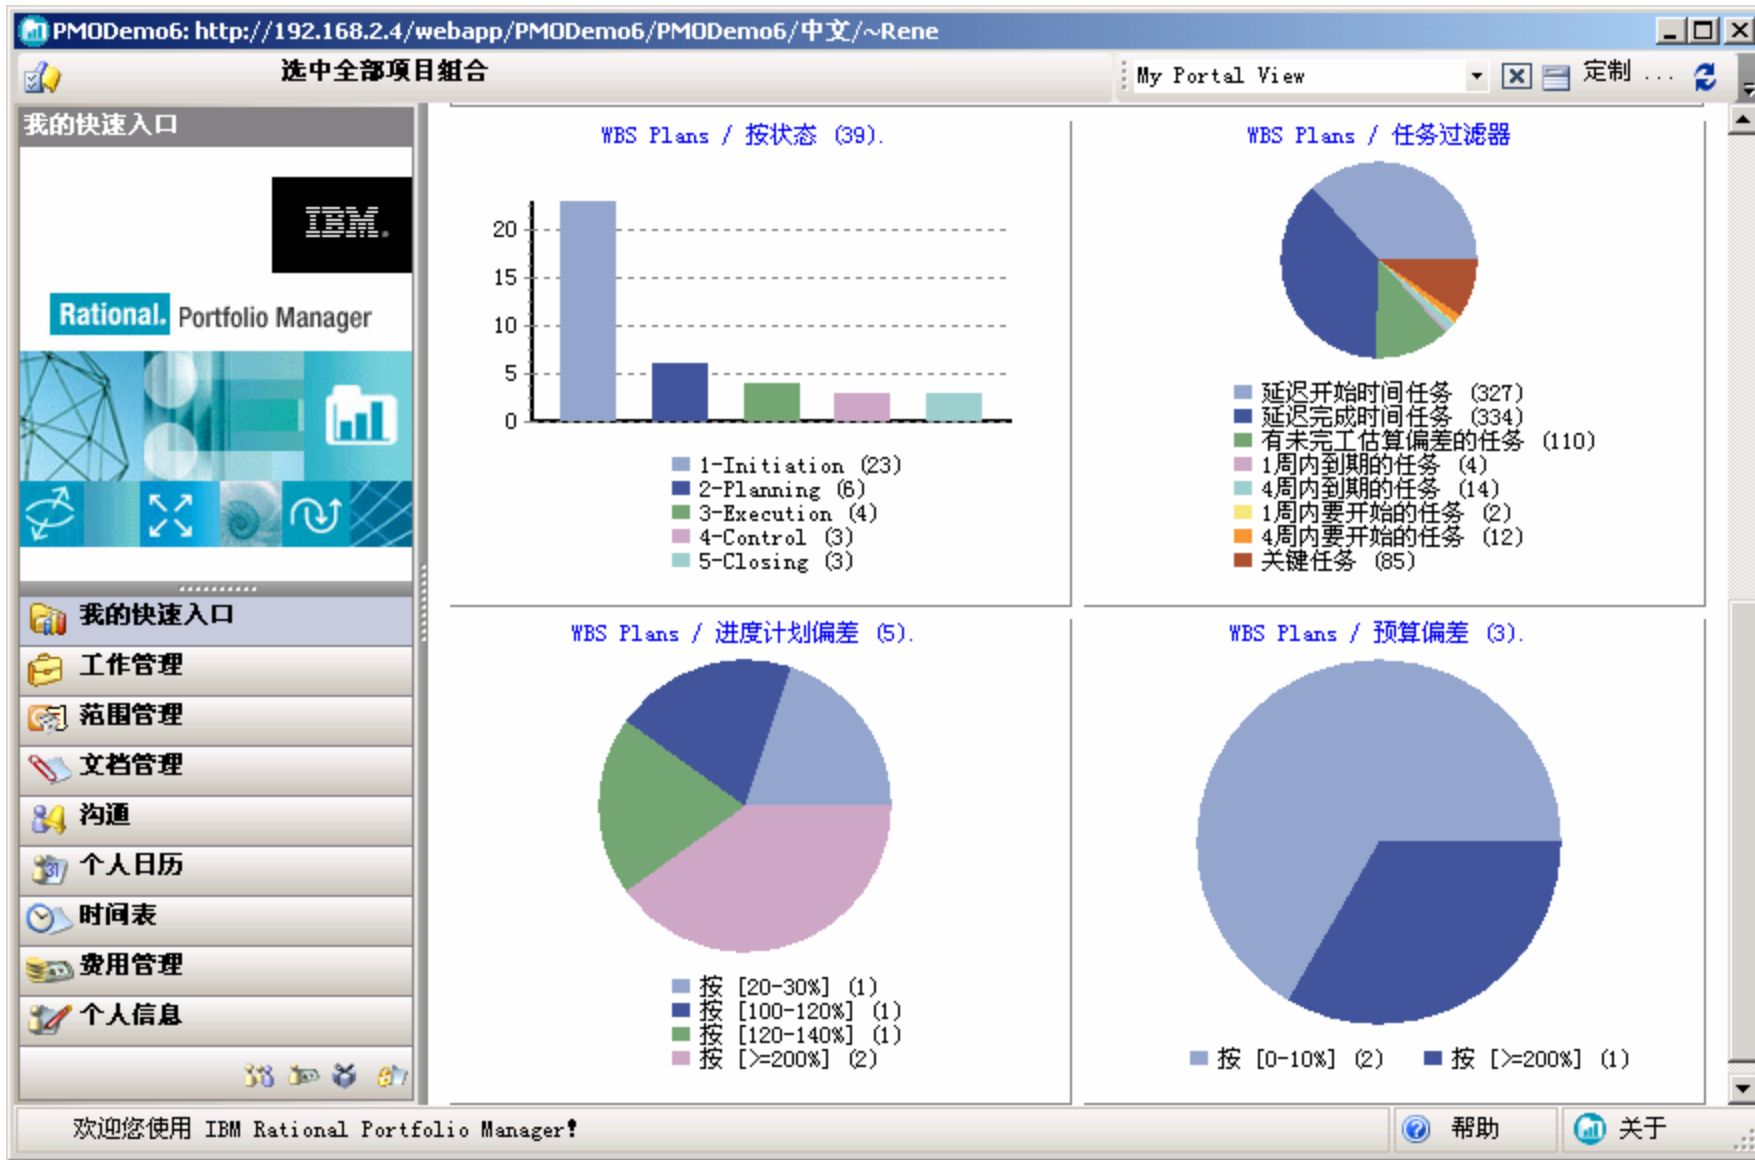 PMODemo6: http://192.168.2.4/webapp/PMODemo6/PMODemo6/中文/~Rene
选中全部项目组合
My Portal View
定制 ...
我的快速入口
IBM.
Rational. Portfolio Manager
我的快速入口
工作管理
范围管理
文档管理
沟通
31
个人日历
时间表
费用管理
个人信息
WBS Plans / 按状态 (39).
20
15
10
5
0
1-Initiation (23)
2-Planning (6)
3-Execution (4)
4-Control (3)
5-Closing (3)
WBS Plans / 任务过滤器
延迟开始时间任务 (327)
延迟完成时间任务 (334)
有未完工估算偏差的任务 (110)
1周内到期的任务 (4)
4周内到期的任务 (14)
1周内要开始的任务 (2)
4周内要开始的任务 (12)
关键任务 (85)
WBS Plans / 进度计划偏差 (5).
按 [20-30%] (1)
按 [100-120%] (1)
按 [120-140%] (1)
按 [>=200%] (2)
WBS Plans / 预算偏差 (3).
按 [0-10%] (2) 按 [>=200%] (1)
欢迎您使用 IBM Rational Portfolio Manager!
帮助
关于